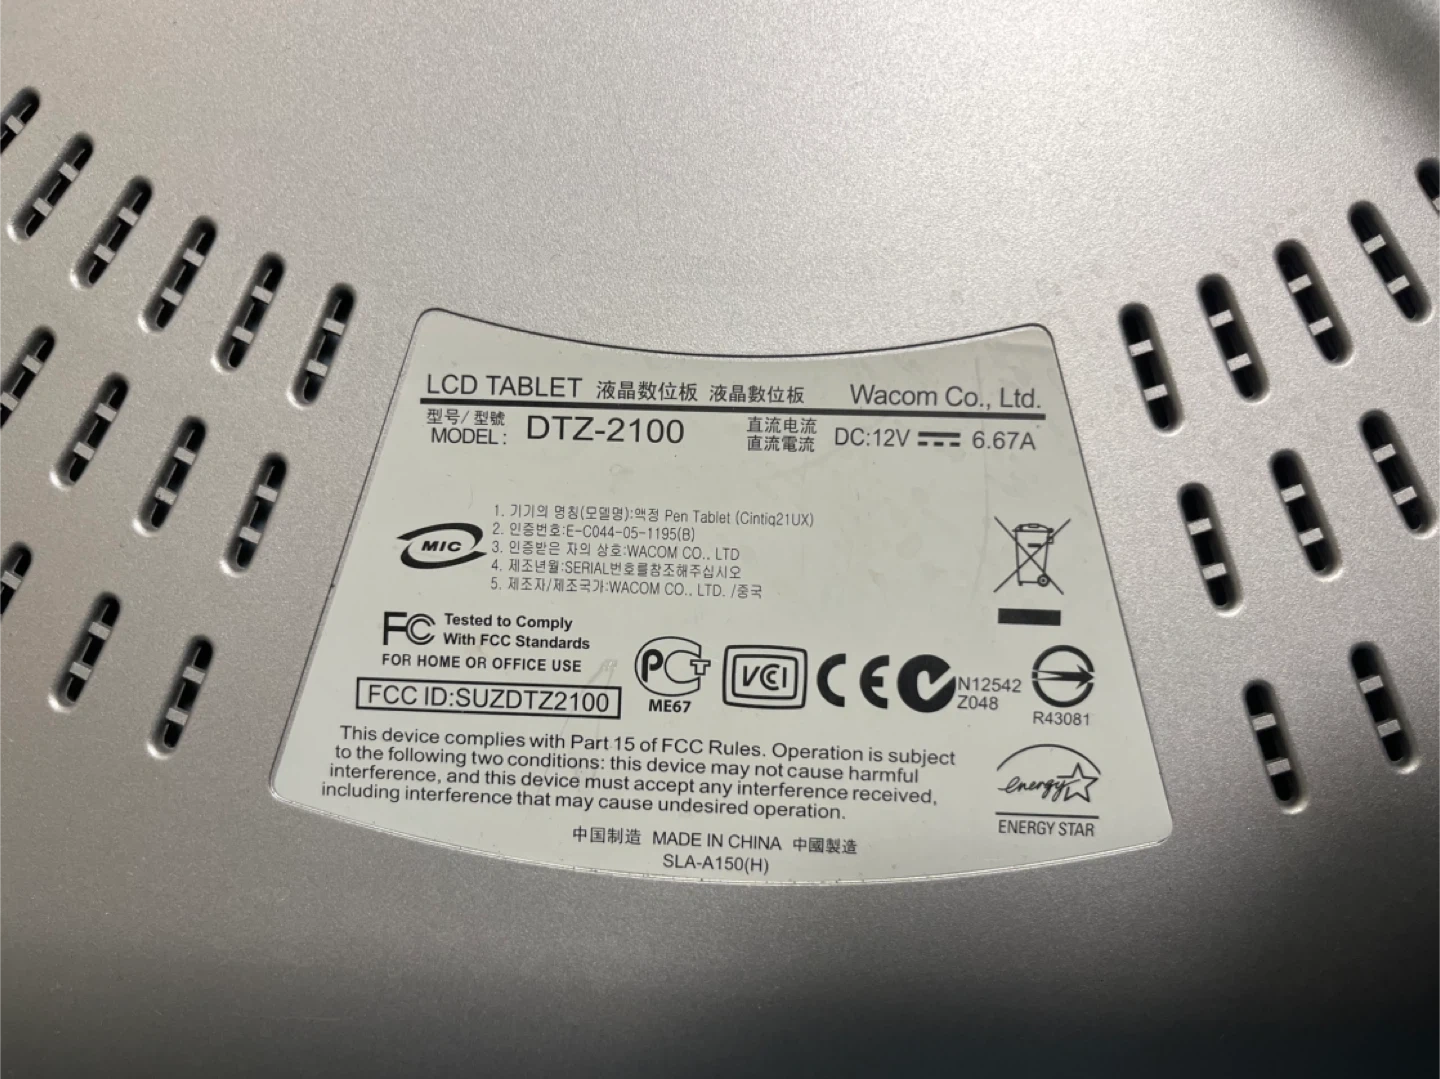 LCD TABLET 液晶数位板 液晶數位板 Wacom Co., Ltd.
型号/型號
MODEL: DTZ-2100
直流电流
直流電流
DC:12V 6.67A
MIC
1. 기기의 명칭(모델명):액정 Pen Tablet (Cintiq21UX)
2. 인증번호:E-C044-05-1195(B)
3. 인증받은 자의 상호:WACOM CO., LTD
4. 제조년월:SERIAL번호를참조해주십시오
5. 제조자/제조국가:WACOM CO., LTD. /중국
FC Tested to Comply
With FCC Standards
FOR HOME OR OFFICE USE
FCC ID:SUZDTZ2100
PCT
ME67
VCI
CE
N12542
Z048
R43081
This device complies with Part 15 of FCC Rules. Operation is subject
to the following two conditions: this device may not cause harmful
interference, and this device must accept any interference received,
including interference that may cause undesired operation.
energy
ENERGY STAR
中国制造 MADE IN CHINA 中國製造
SLA-A150(H)